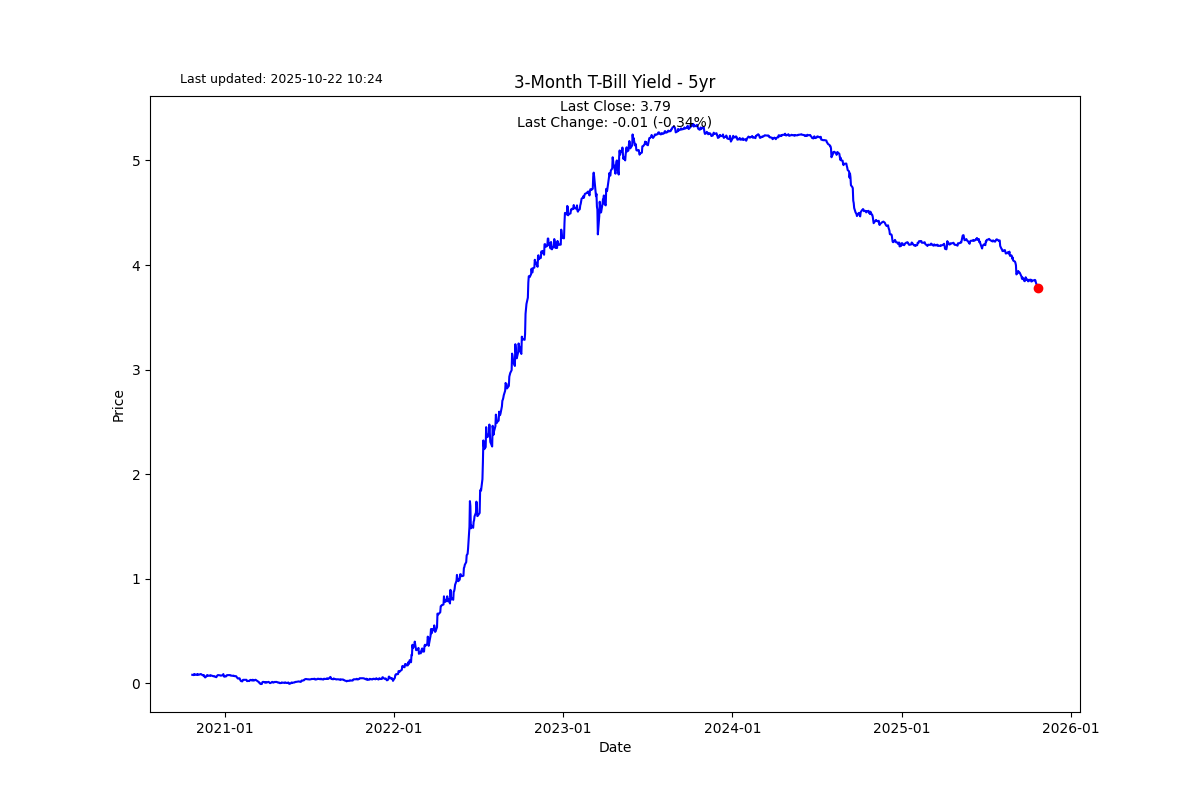 Last updated: 2025-10-22 10:24
3-Month T-Bill Yield - 5yr
Last Close: 3.79
Last Change: -0.01 (-0.34%)
5
4
3
2
1
0
Price
2021-01
2022-01
2023-01
2024-01
2025-01
2026-01
Date